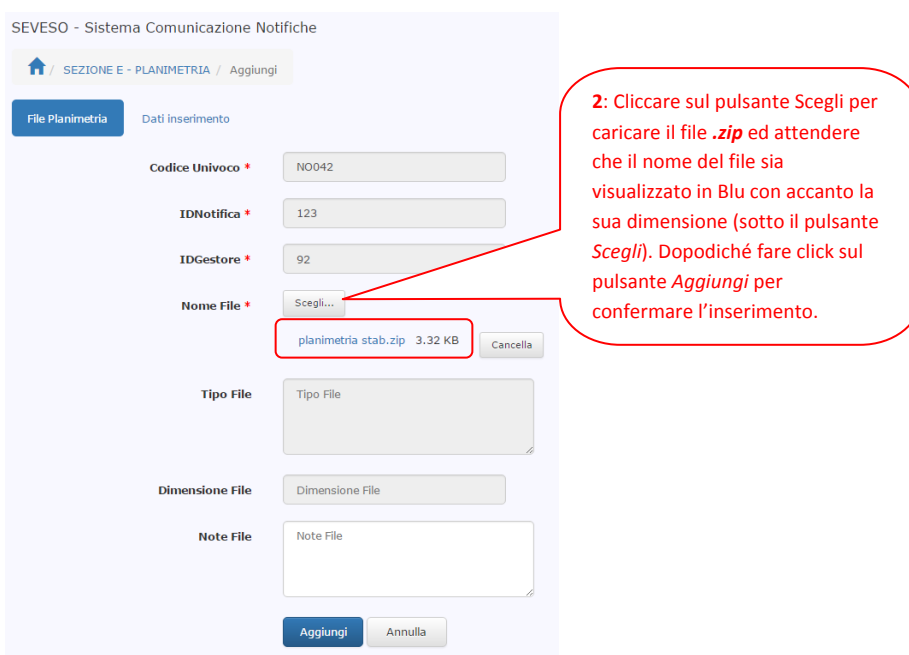 SEVESO - Sistema Comunicazione Notifiche
/ SEZIONE E - PLANIMETRIA / Aggiungi
File Planimetria
Dati inserimento
Codice Univoco *
NO042
IDNotifica *
123
IDGestore *
92
Nome File *
Scegli...
planimetria stab.zip 3.32 KB
Cancella
Tipo File
Tipo File
Dimensione File
Dimensione File
Note File
Note File
Aggiungi
Annulla
2: Cliccare sul pulsante Scegli per
caricare il file .zip ed attendere
che il nome del file sia
visualizzato in Blu con accanto la
sua dimensione (sotto il pulsante
Scegli). Dopodiché fare click sul
pulsante Aggiungi per
confermare l'inserimento.